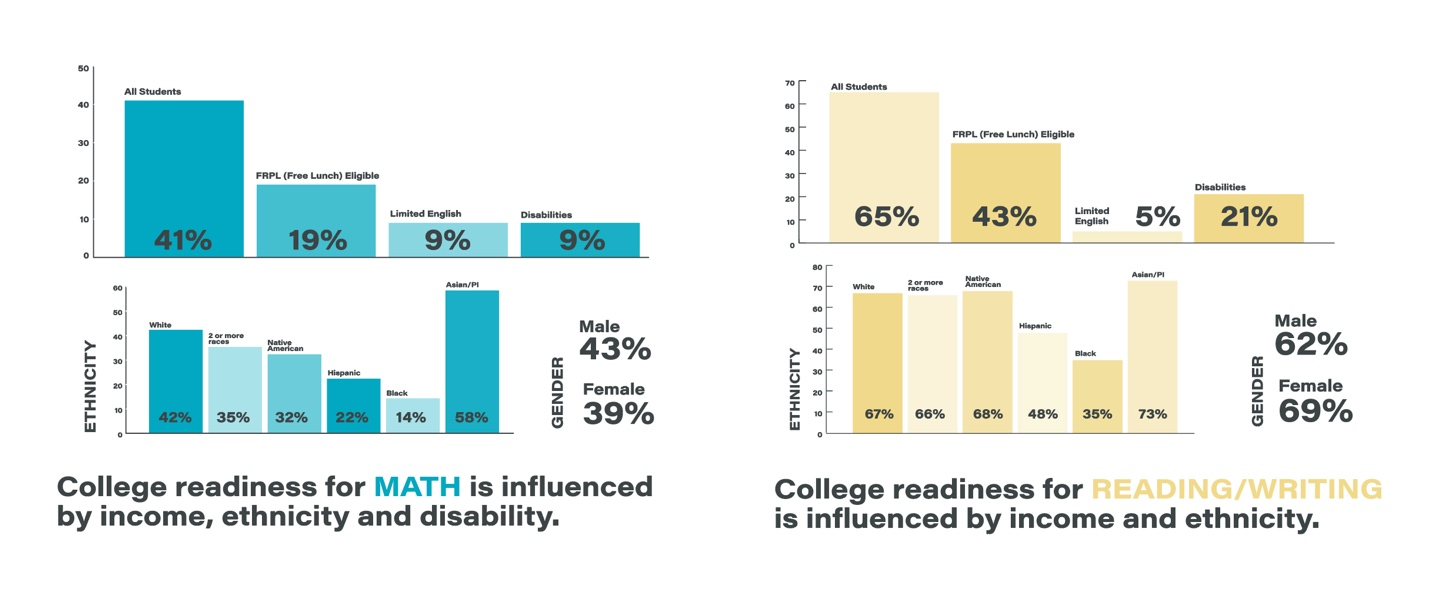 50
40
30
20
10
0
All Students
41%
FRPL (Free Lunch) Eligible
19%
Limited English
9%
Disabilities
9%
ETHNICITY
60
50
40
30
20
10
0
White
42%
2 or more
races
35%
Native
American
32%
Hispanic
22%
Black
14%
Asian/PI
58%
GENDER
Male
43%
Female
39%
College readiness for MATH is influenced
by income, ethnicity and disability.
70
60
50
40
30
20
10
0
All Students
65%
FRPL (Free Lunch) Eligible
43%
Limited
English
5%
Disabilities
21%
ETHNICITY
80
70
60
50
40
30
20
10
0
White
67%
2 or more
races
66%
Native
American
68%
Hispanic
48%
Black
35%
Asian/PI
73%
GENDER
Male
62%
Female
69%
College readiness for READING/WRITING
is influenced by income and ethnicity.